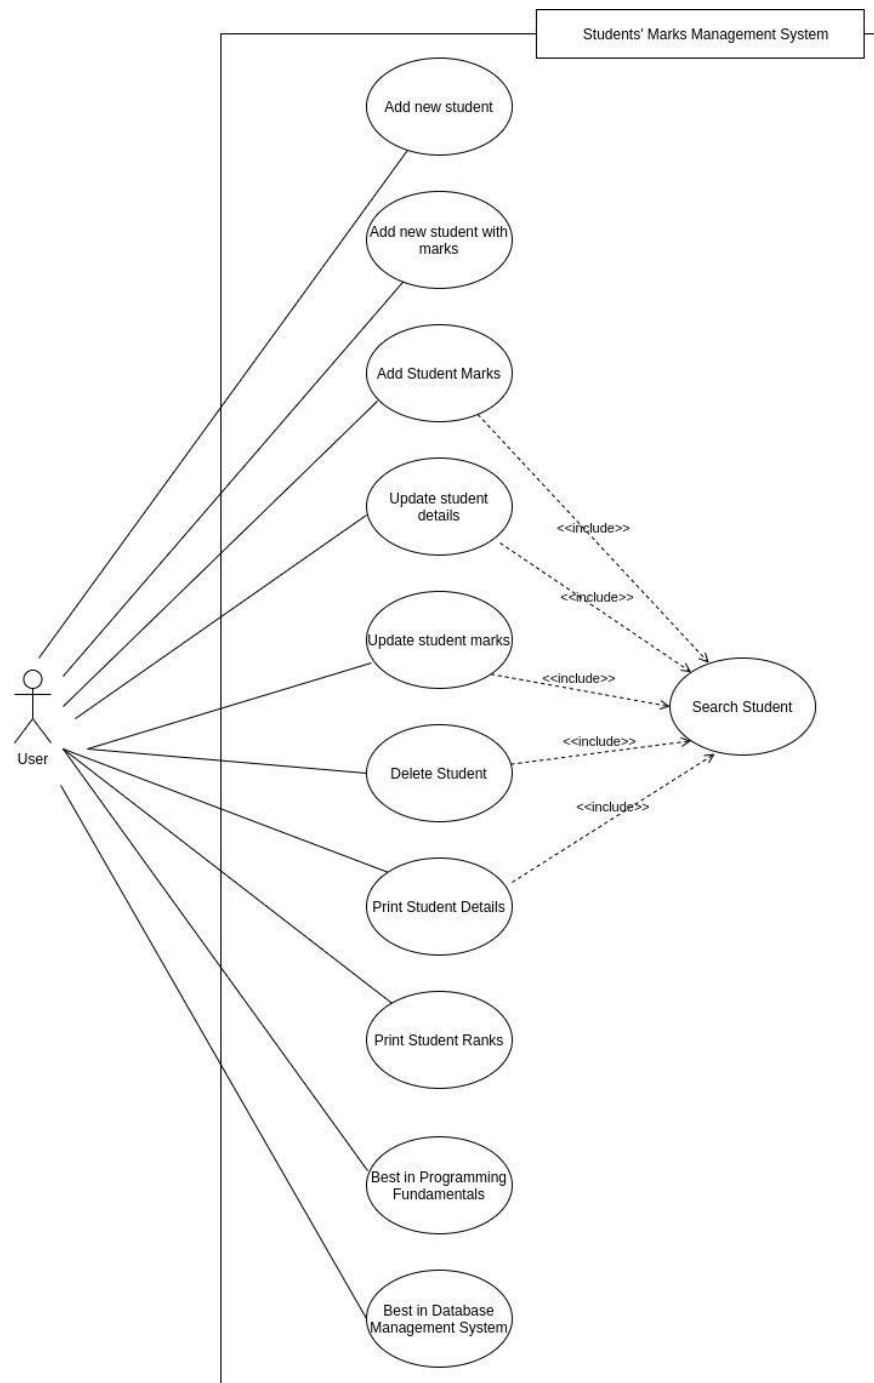 Students' Marks Management System
Add new student
Add new student with
marks
Add Student Marks
Update student
details
<<include>>
<<include>>
Update student marks
<<include>>
Search Student
<<include>>
User
Delete Student
<<include>>
Print Student Details
Print Student Ranks
Best in Programming
Fundamentals
Best in Database
Management System